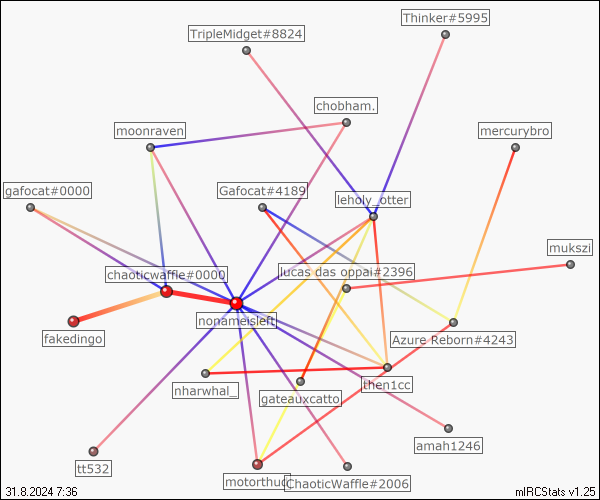 Thinker#5995
TripleMidget#8824
chobham.
moonraven
mercurybro
gafocat#0000
Gafocat#4189
leholy_otter
mukszi
lucas das oppai#2396
chaoticwaffle#0000
nonameisleft
fakedingo
Azure Reborn#4243
then1cc
nharwhal_
gateauxcatto
amah1246
tt532
motorthud
ChaoticWaffle#2006
31.8.2024 7:36
mIRCStats v1.25